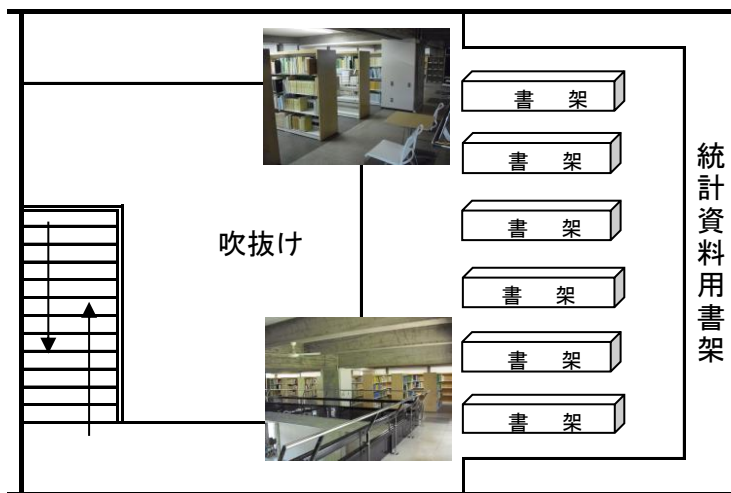 書　架
書　架
書　架
書　架
書　架
書　架
吹抜け
統計資料用書架